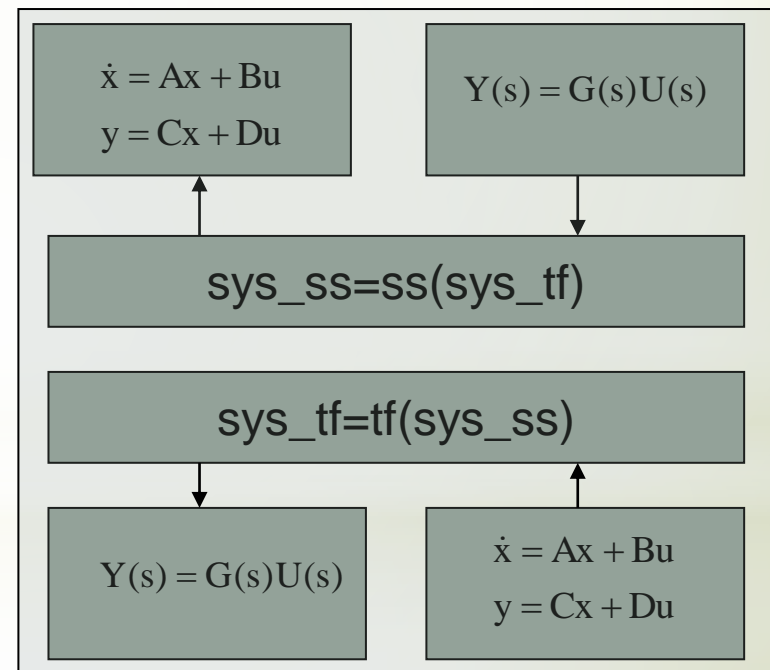 ẋ = Ax + Bu
y = Cx + Du
Y(s) = G(s)U(s)
sys_ss=ss(sys_tf)
sys_tf=tf(sys_ss)
Y(s) = G(s)U(s)
ẋ = Ax + Bu
y = Cx + Du